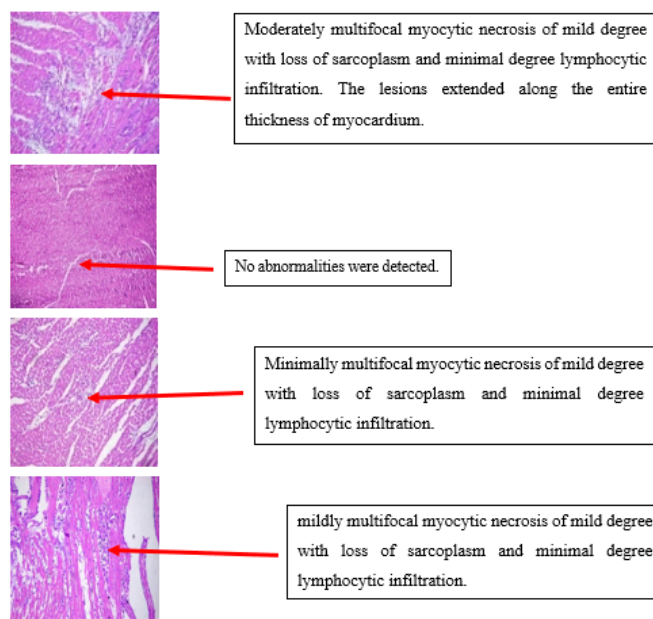 Moderately multifocal myocytic necrosis of mild degree
with loss of sarcoplasm and minimal degree lymphocytic
infiltration. The lesions extended along the entire
thickness of myocardium.
No abnormalities were detected.
Minimally multifocal myocytic necrosis of mild degree
with loss of sarcoplasm and minimal degree
lymphocytic infiltration.
mildly multifocal myocytic necrosis of mild degree
with loss of sarcoplasm and minimal degree
lymphocytic infiltration.